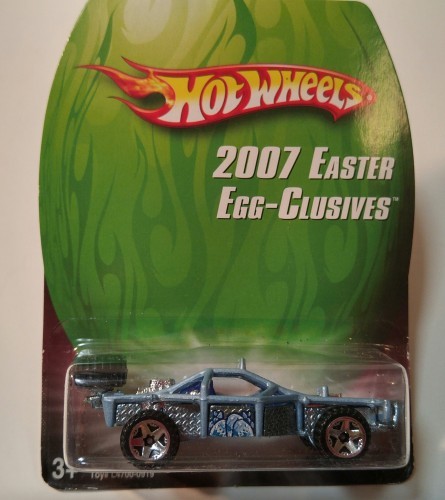 HOT WHEELS
2007 EASTER
EGG-CLUSIVES™
3+